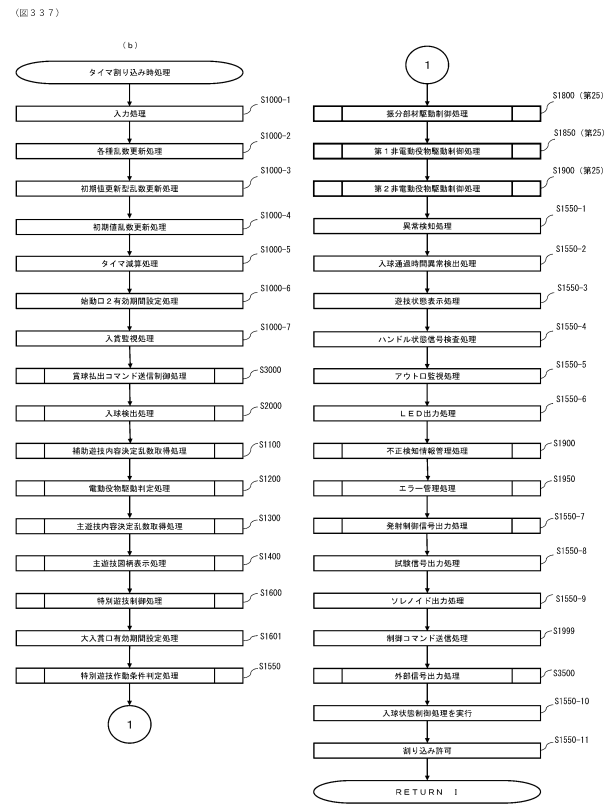 (図337)
(b)
タイマ割り込み時処理
入力処理 S1000-1
各種乱数更新処理 S1000-2
初期値更新型乱数更新処理 S1000-3
初期値乱数更新処理 S1000-4
タイマ減算処理 S1000-5
始動口2有効期間設定処理 S1000-6
入賞監視処理 S1000-7
賞球払出コマンド送信制御処理 S3000
入球検出処理 S2000
補助遊技内容決定乱数取得処理 S1100
電動役物駆動判定処理 S1200
主遊技内容決定乱数取得処理 S1300
主遊技図柄表示処理 S1400
特別遊技制御処理 S1600
大入賞口有効期間設定処理 S1601
特別遊技作動条件判定処理 S1550
1
1
振分部材駆動制御処理 S1800(第25)
第1非電動役物駆動制御処理 S1850(第25)
第2非電動役物駆動制御処理 S1900(第25)
異常検知処理 S1550-1
入球通過時間異常検出処理 S1550-2
遊技状態表示処理 S1550-3
ハンドル状態信号検査処理 S1550-4
アウトロ監視処理 S1550-5
LED出力処理 S1550-6
不正検知情報管理処理 S1900
エラー管理処理 S1950
発射制御信号出力処理 S1550-7
試験信号出力処理 S1550-8
ソレノイド出力処理 S1550-9
制御コマンド送信処理 S1999
外部信号出力処理 S3500
入球状態制御処理を実行 S1550-10
割り込み許可 S1550-11
RETURN I